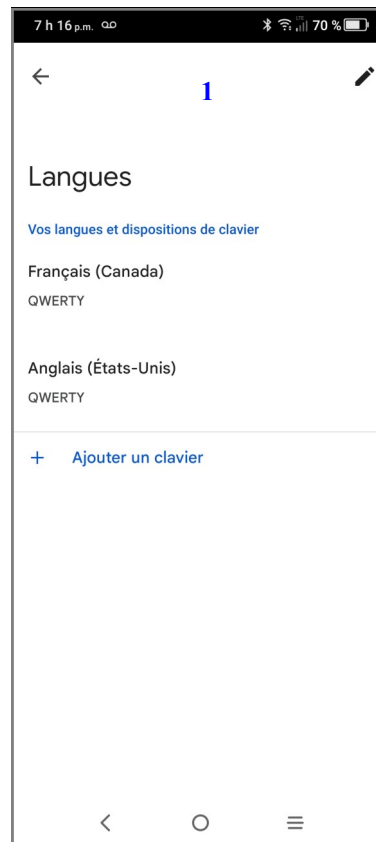 7 h 16 p.m. LTE 70 %
1
Langues
Vos langues et dispositions de clavier
Français (Canada)
QWERTY
Anglais (États-Unis)
QWERTY
+ Ajouter un clavier